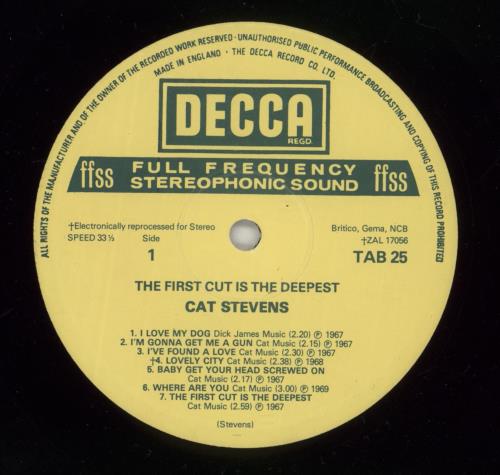 ALL RIGHTS OF THE MANUFACTURER AND OF THE OWNER OF THE RECORDED WORK RESERVED · UNAUTHORISED PUBLIC PERFORMANCE BROADCASTING AND COPYING OF THIS RECORD PROHIBITED
MADE IN ENGLAND · THE DECCA RECORD CO. LTD.
DECCA
REGD.
ffss FULL FREQUENCY ffss
STEREOPHONIC SOUND
†Electronically reprocessed for Stereo Britico, Gema, NCB
SPEED 33⅓ Side †ZAL 17056
1 TAB 25
THE FIRST CUT IS THE DEEPEST
CAT STEVENS
1. I LOVE MY DOG Dick James Music (2.20) ℗ 1967
2. I'M GONNA GET ME A GUN Cat Music (2.15) ℗ 1967
3. I'VE FOUND A LOVE Cat Music (2.30) ℗ 1967
†4. LOVELY CITY Cat Music (2.38) ℗ 1968
5. BABY GET YOUR HEAD SCREWED ON
Cat Music (2.17) ℗ 1967
6. WHERE ARE YOU Cat Music (3.00) ℗ 1969
7. THE FIRST CUT IS THE DEEPEST
Cat Music (2.59) ℗ 1967
(Stevens)